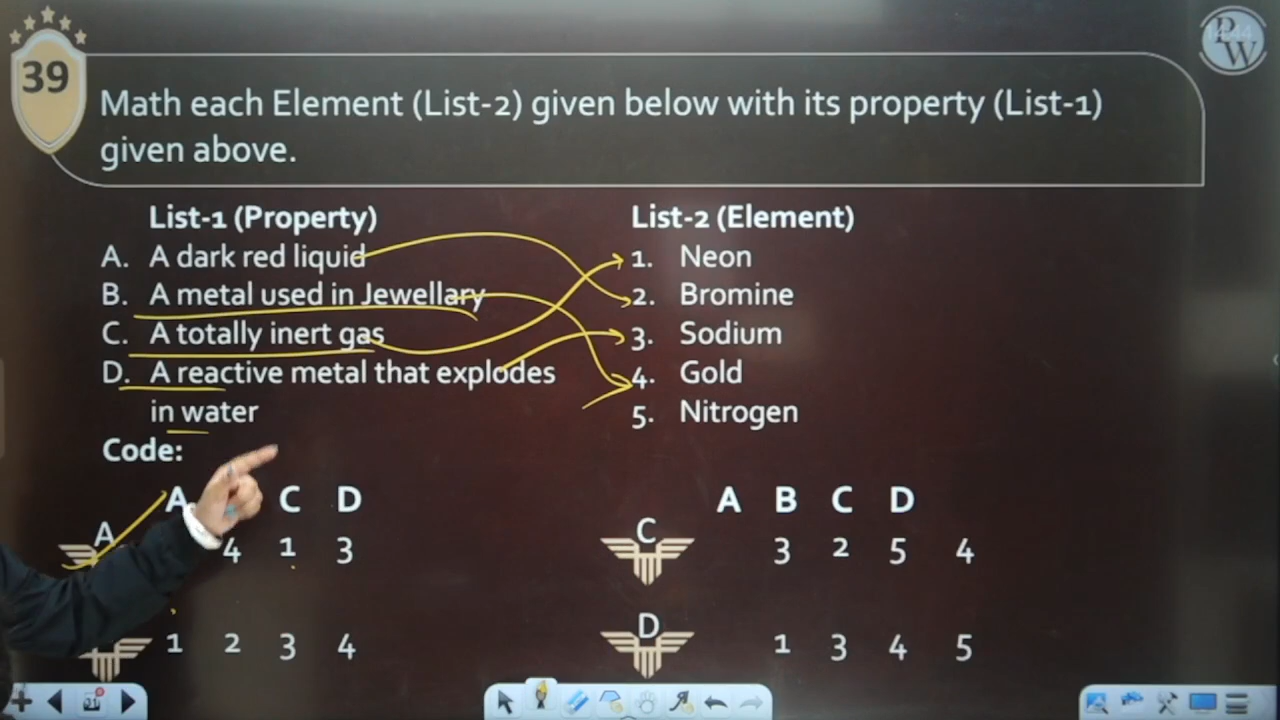 39
PW
Math each Element (List-2) given below with its property (List-1)
given above.
List-1 (Property) List-2 (Element)
A. A dark red liquid 1. Neon
B. A metal used in Jewellary 2. Bromine
C. A totally inert gas 3. Sodium
D. A reactive metal that explodes 4. Gold
in water 5. Nitrogen
Code:
A C D A B C D
A 4 1 3 C 3 2 5 4
1 2 3 4 D 1 3 4 5